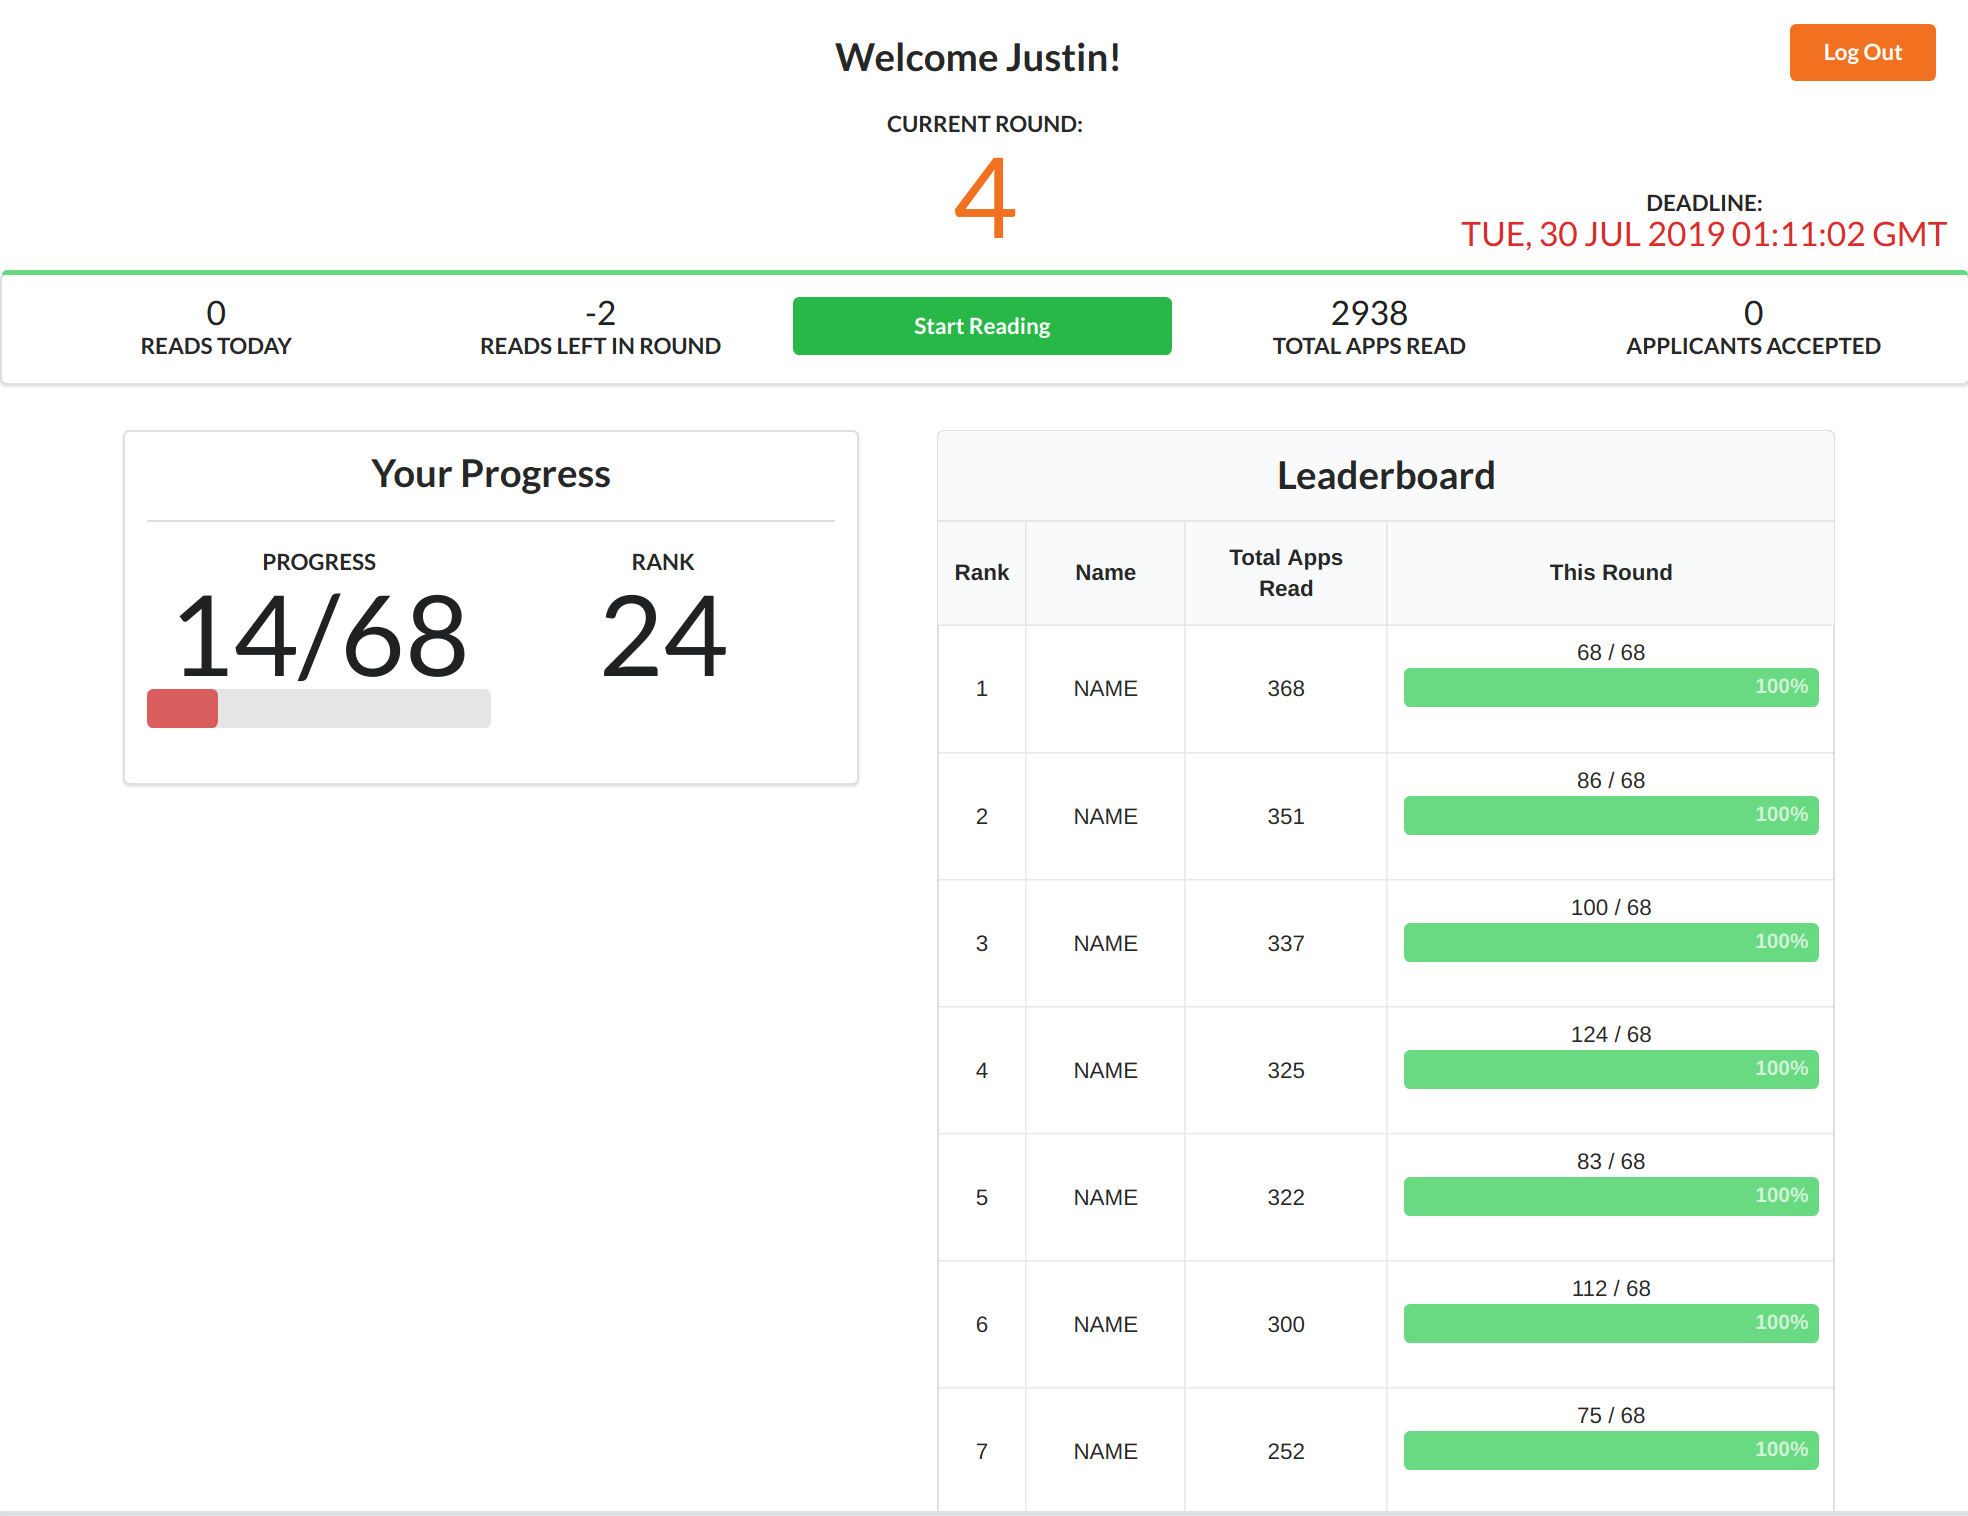 Welcome Justin!
Log Out
CURRENT ROUND:
4
DEADLINE:
TUE, 30 JUL 2019 01:11:02 GMT
0
READS TODAY
-2
READS LEFT IN ROUND
Start Reading
2938
TOTAL APPS READ
0
APPLICANTS ACCEPTED
Your Progress
PROGRESS
14/68
RANK
24
Leaderboard
Rank Name Total Apps Read This Round
68 / 68
1 NAME 368 100%
86 / 68
2 NAME 351 100%
100 / 68
3 NAME 337 100%
124 / 68
4 NAME 325 100%
83 / 68
5 NAME 322 100%
112 / 68
6 NAME 300 100%
75 / 68
7 NAME 252 100%